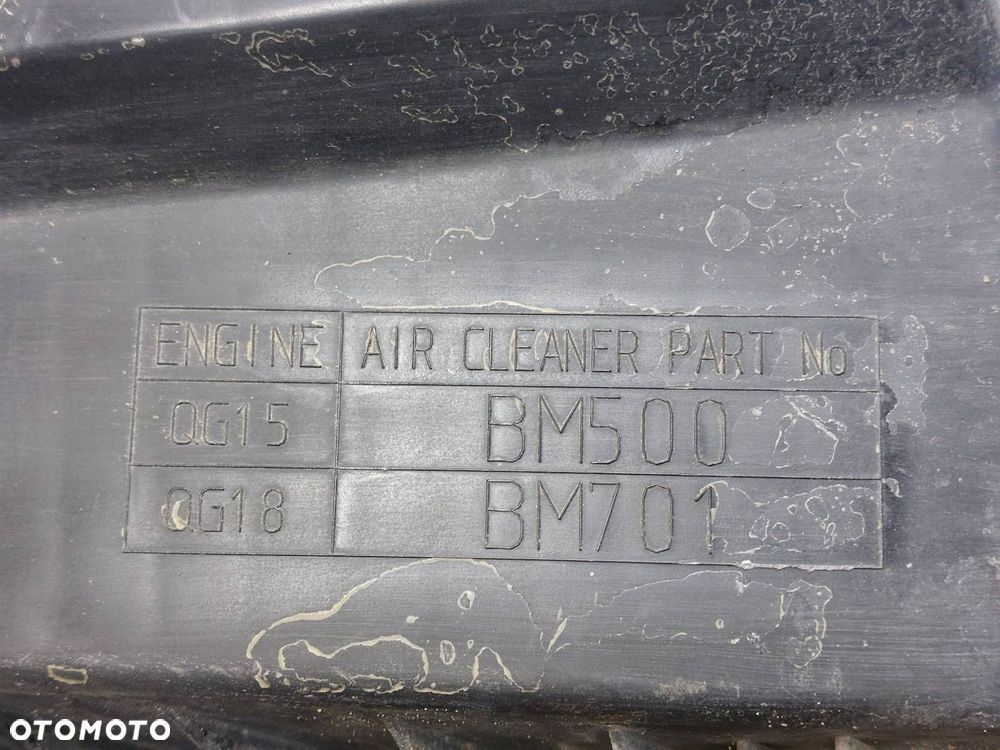 ENGINE AIR CLEANER PART No
QG15 BM500
QG18 BM701
OTOMOTO